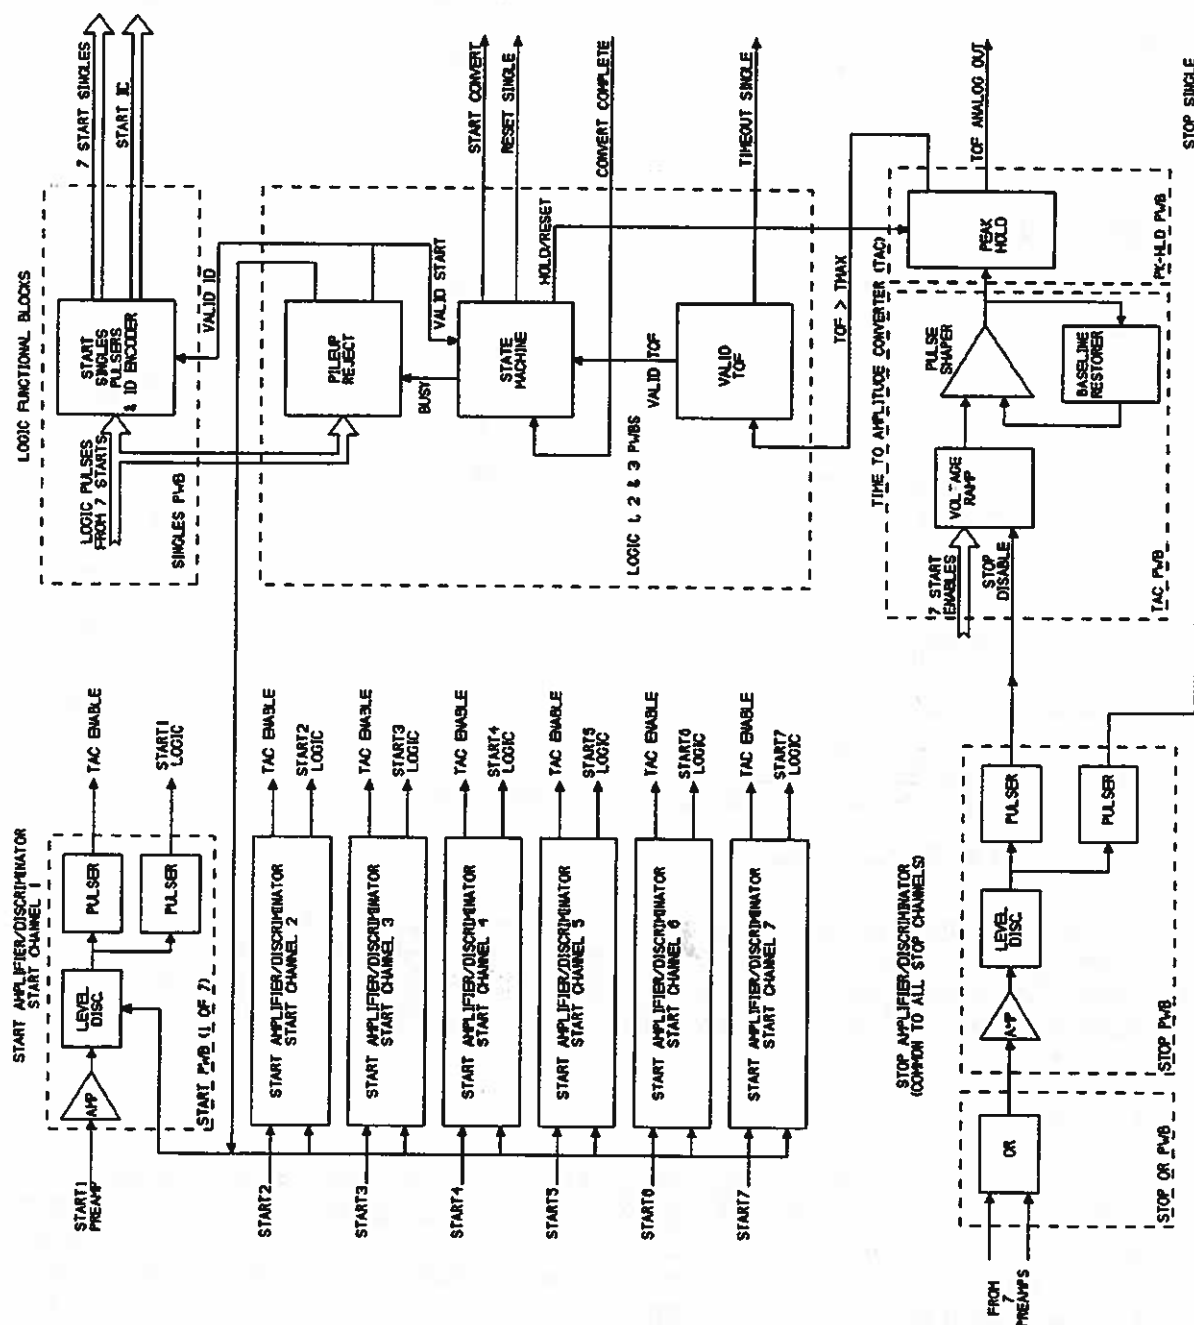 START AMPLIFIER/DISCRIMINATOR
START CHANNEL 1
START1
PREAMP
AMP
LEVEL
DISC.
PULSER
PULSER
TAC ENABLE
START1
LOGIC
START PWB (1 OF 7)
START2
START AMPLIFIER/DISCRIMINATOR
START CHANNEL 2
TAC ENABLE
START2
LOGIC
START3
START AMPLIFIER/DISCRIMINATOR
START CHANNEL 3
TAC ENABLE
START3
LOGIC
START4
START AMPLIFIER/DISCRIMINATOR
START CHANNEL 4
TAC ENABLE
START4
LOGIC
START5
START AMPLIFIER/DISCRIMINATOR
START CHANNEL 5
TAC ENABLE
START5
LOGIC
START6
START AMPLIFIER/DISCRIMINATOR
START CHANNEL 6
TAC ENABLE
START6
LOGIC
START7
START AMPLIFIER/DISCRIMINATOR
START CHANNEL 7
TAC ENABLE
START7
LOGIC
LOGIC FUNCTIONAL BLOCKS
LOGIC PULSES
FROM 7 STARTS
START
SINGLES
PULSERS
& ID ENCODER
7 START SINGLES
START
SINGLES PWB
VALID ID
PILEUP
REJECT
VALID START
BUSY
STATE
MACHINE
START CONVERT
RESET SINGLE
HOLD/RESET
CONVERT COMPLETE
VALID TOF
VALID
TOF
TIMEOUT SINGLE
LOGIC 1, 2 & 3 PWBS
TOF > TMAX
STOP AMPLIFIER/DISCRIMINATOR
(COMMON TO ALL STOP CHANNELS)
FROM
7
PREAMPS
OR
STOP OR PWB
AMP
LEVEL
DISC.
PULSER
PULSER
STOP PWB
TIME TO AMPLITUDE CONVERTER (TAC)
7 START
ENABLES
STOP
DISABLE
VOLTAGE
RAMP
PULSE
SHAPER
BASELINE
RESTORER
TAC PWB
PEAK
HOLD
PK-HLD PWB
TOF ANALOG OUT
STOP SINGLE